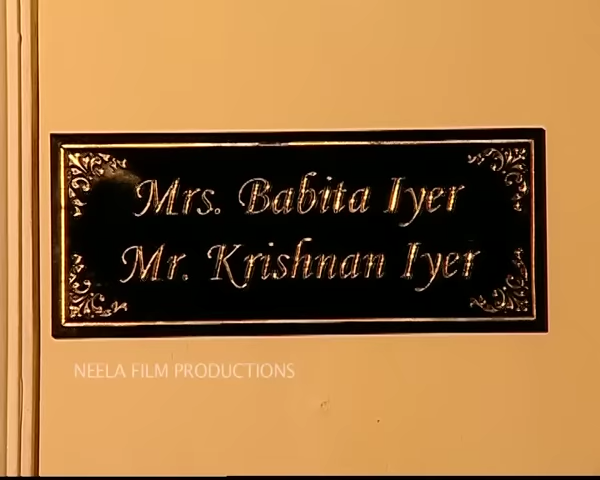 Mrs. Babita Iyer
Mr. Krishnan Iyer
NEELA FILM PRODUCTIONS